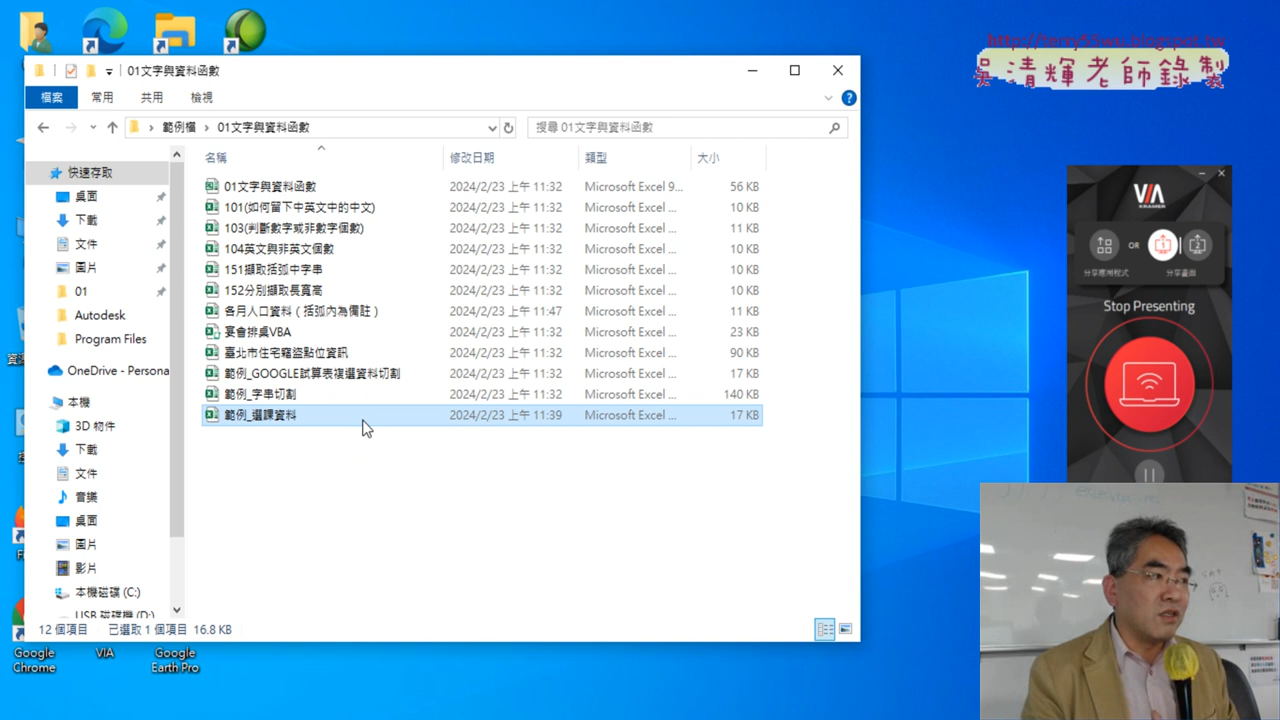 http://terry55wu.blogspot.tw
吳清輝老師錄製
01文字與資料函數
檔案 常用 共用 檢視
範例檔 › 01文字與資料函數
搜尋 01文字與資料函數
名稱 修改日期 類型 大小
01文字與資料函數 2024/2/23 上午 11:32 Microsoft Excel 9... 56 KB
101(如何留下中英文中的中文) 2024/2/23 上午 11:32 Microsoft Excel ... 10 KB
103(判斷數字或非數字個數) 2024/2/23 上午 11:32 Microsoft Excel ... 11 KB
104英文與非英文個數 2024/2/23 上午 11:32 Microsoft Excel ... 10 KB
151擷取括弧中字串 2024/2/23 上午 11:32 Microsoft Excel ... 10 KB
152分別擷取長寬高 2024/2/23 上午 11:32 Microsoft Excel ... 10 KB
各月人口資料（括弧內為備註） 2024/2/23 上午 11:47 Microsoft Excel ... 11 KB
宴會排桌VBA 2024/2/23 上午 11:32 Microsoft Excel ... 23 KB
臺北市住宅竊盜點位資訊 2024/2/23 上午 11:32 Microsoft Excel ... 90 KB
範例_GOOGLE試算表複選資料切割 2024/2/23 上午 11:32 Microsoft Excel ... 17 KB
範例_字串切割 2024/2/23 上午 11:32 Microsoft Excel ... 140 KB
範例_選課資料 2024/2/23 上午 11:39 Microsoft Excel ... 17 KB
快速存取
桌面
下載
文件
圖片
01
Autodesk
Program Files
OneDrive - Persona
本機
3D 物件
下載
文件
音樂
桌面
圖片
影片
本機磁碟 (C:)
USB 磁碟機 (D:)
12 個項目 已選取 1 個項目 16.8 KB
Google Chrome
VIA
Google Earth Pro
VIA
KRAMER
OR
1
2
分享應用程式 分享畫面
Stop Presenting